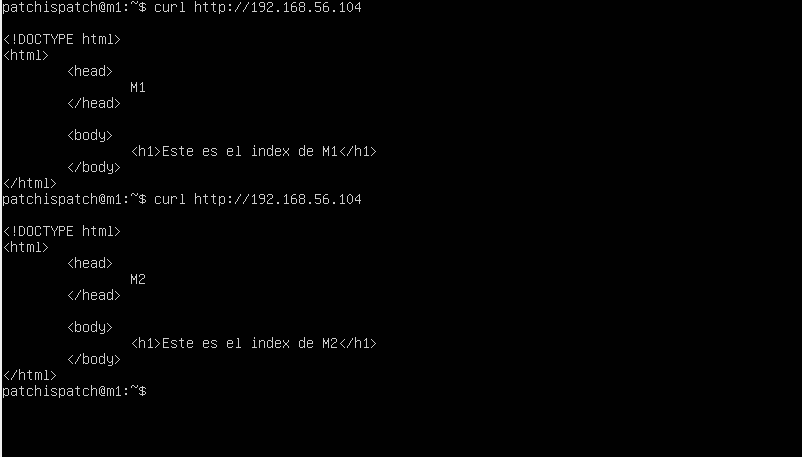 patchispatch@m1:~$ curl http://192.168.56.104
<!DOCTYPE html>
<html>
<head>
M1
</head>
<body>
<h1>Este es el index de M1</h1>
</body>
</html>
patchispatch@m1:~$ curl http://192.168.56.104
<!DOCTYPE html>
<html>
<head>
M2
</head>
<body>
<h1>Este es el index de M2</h1>
</body>
</html>
patchispatch@m1:~$